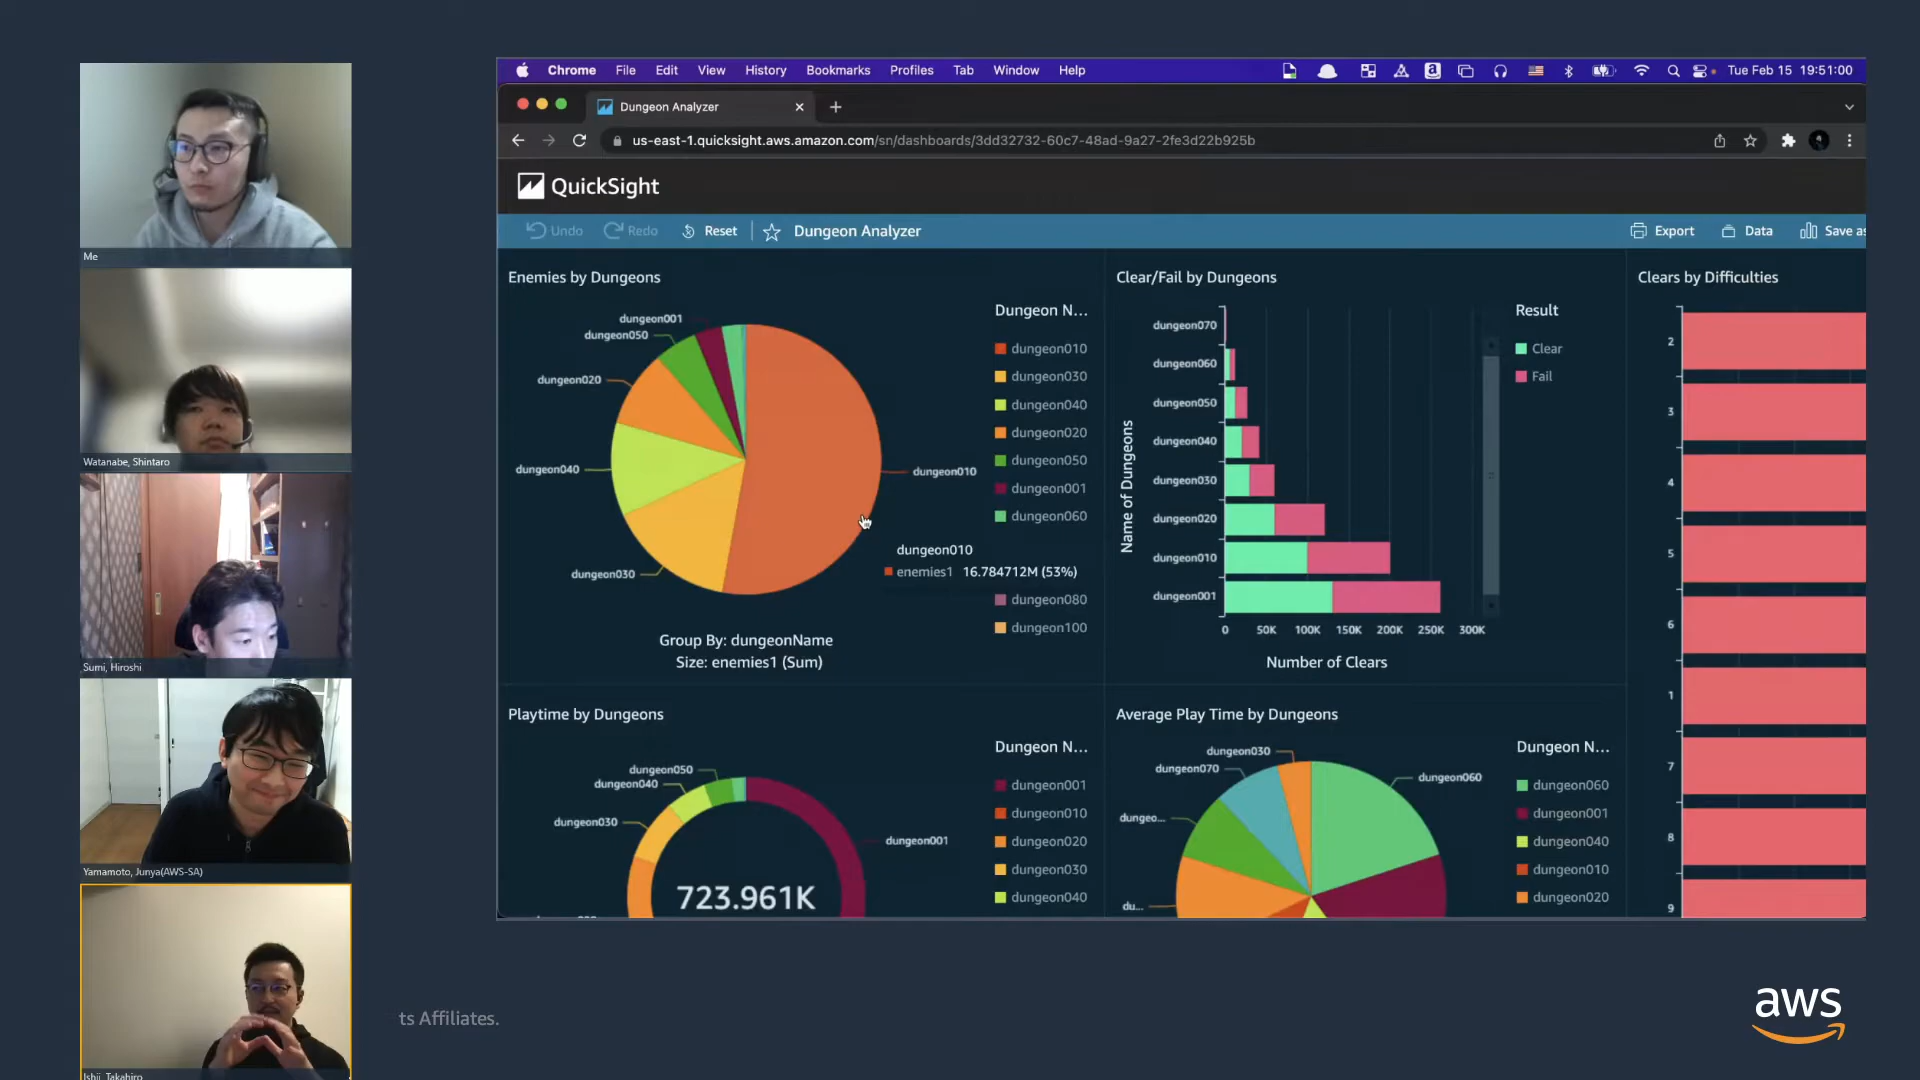 Me
Watanabe, Shintaro
Sumi, Hiroshi
Yamamoto, Junya(AWS-SA)
Ishii, Takahiro
Chrome File Edit View History Bookmarks Profiles Tab Window Help
a
Tue Feb 15 19:51:00
Dungeon Analyzer
us-east-1.quicksight.aws.amazon.com/sn/dashboards/3dd32732-60c7-48ad-9a27-2fe3d22b925b
QuickSight
Undo Redo Reset Dungeon Analyzer Export Data Save as
Enemies by Dungeons
dungeon001
dungeon050
dungeon020
dungeon040
dungeon030
dungeon010
Dungeon N...
dungeon010
dungeon030
dungeon040
dungeon020
dungeon050
dungeon001
dungeon060
dungeon010
enemies1 16.784712M (53%)
dungeon080
dungeon100
Group By: dungeonName
Size: enemies1 (Sum)
Clear/Fail by Dungeons
Name of Dungeons
dungeon070
dungeon060
dungeon050
dungeon040
dungeon030
dungeon020
dungeon010
dungeon001
0 50K 100K 150K 200K 250K 300K
Number of Clears
Result
Clear
Fail
Clears by Difficulties
2
3
4
5
6
1
7
8
9
Playtime by Dungeons
dungeon050
dungeon040
dungeon030
dungeon001
723.961K
Dungeon N...
dungeon001
dungeon010
dungeon020
dungeon030
dungeon040
Average Play Time by Dungeons
dungeon030
dungeon070
dungeo...
du...
dungeon060
Dungeon N...
dungeon060
dungeon001
dungeon040
dungeon010
dungeon020
ts Affiliates.
aws